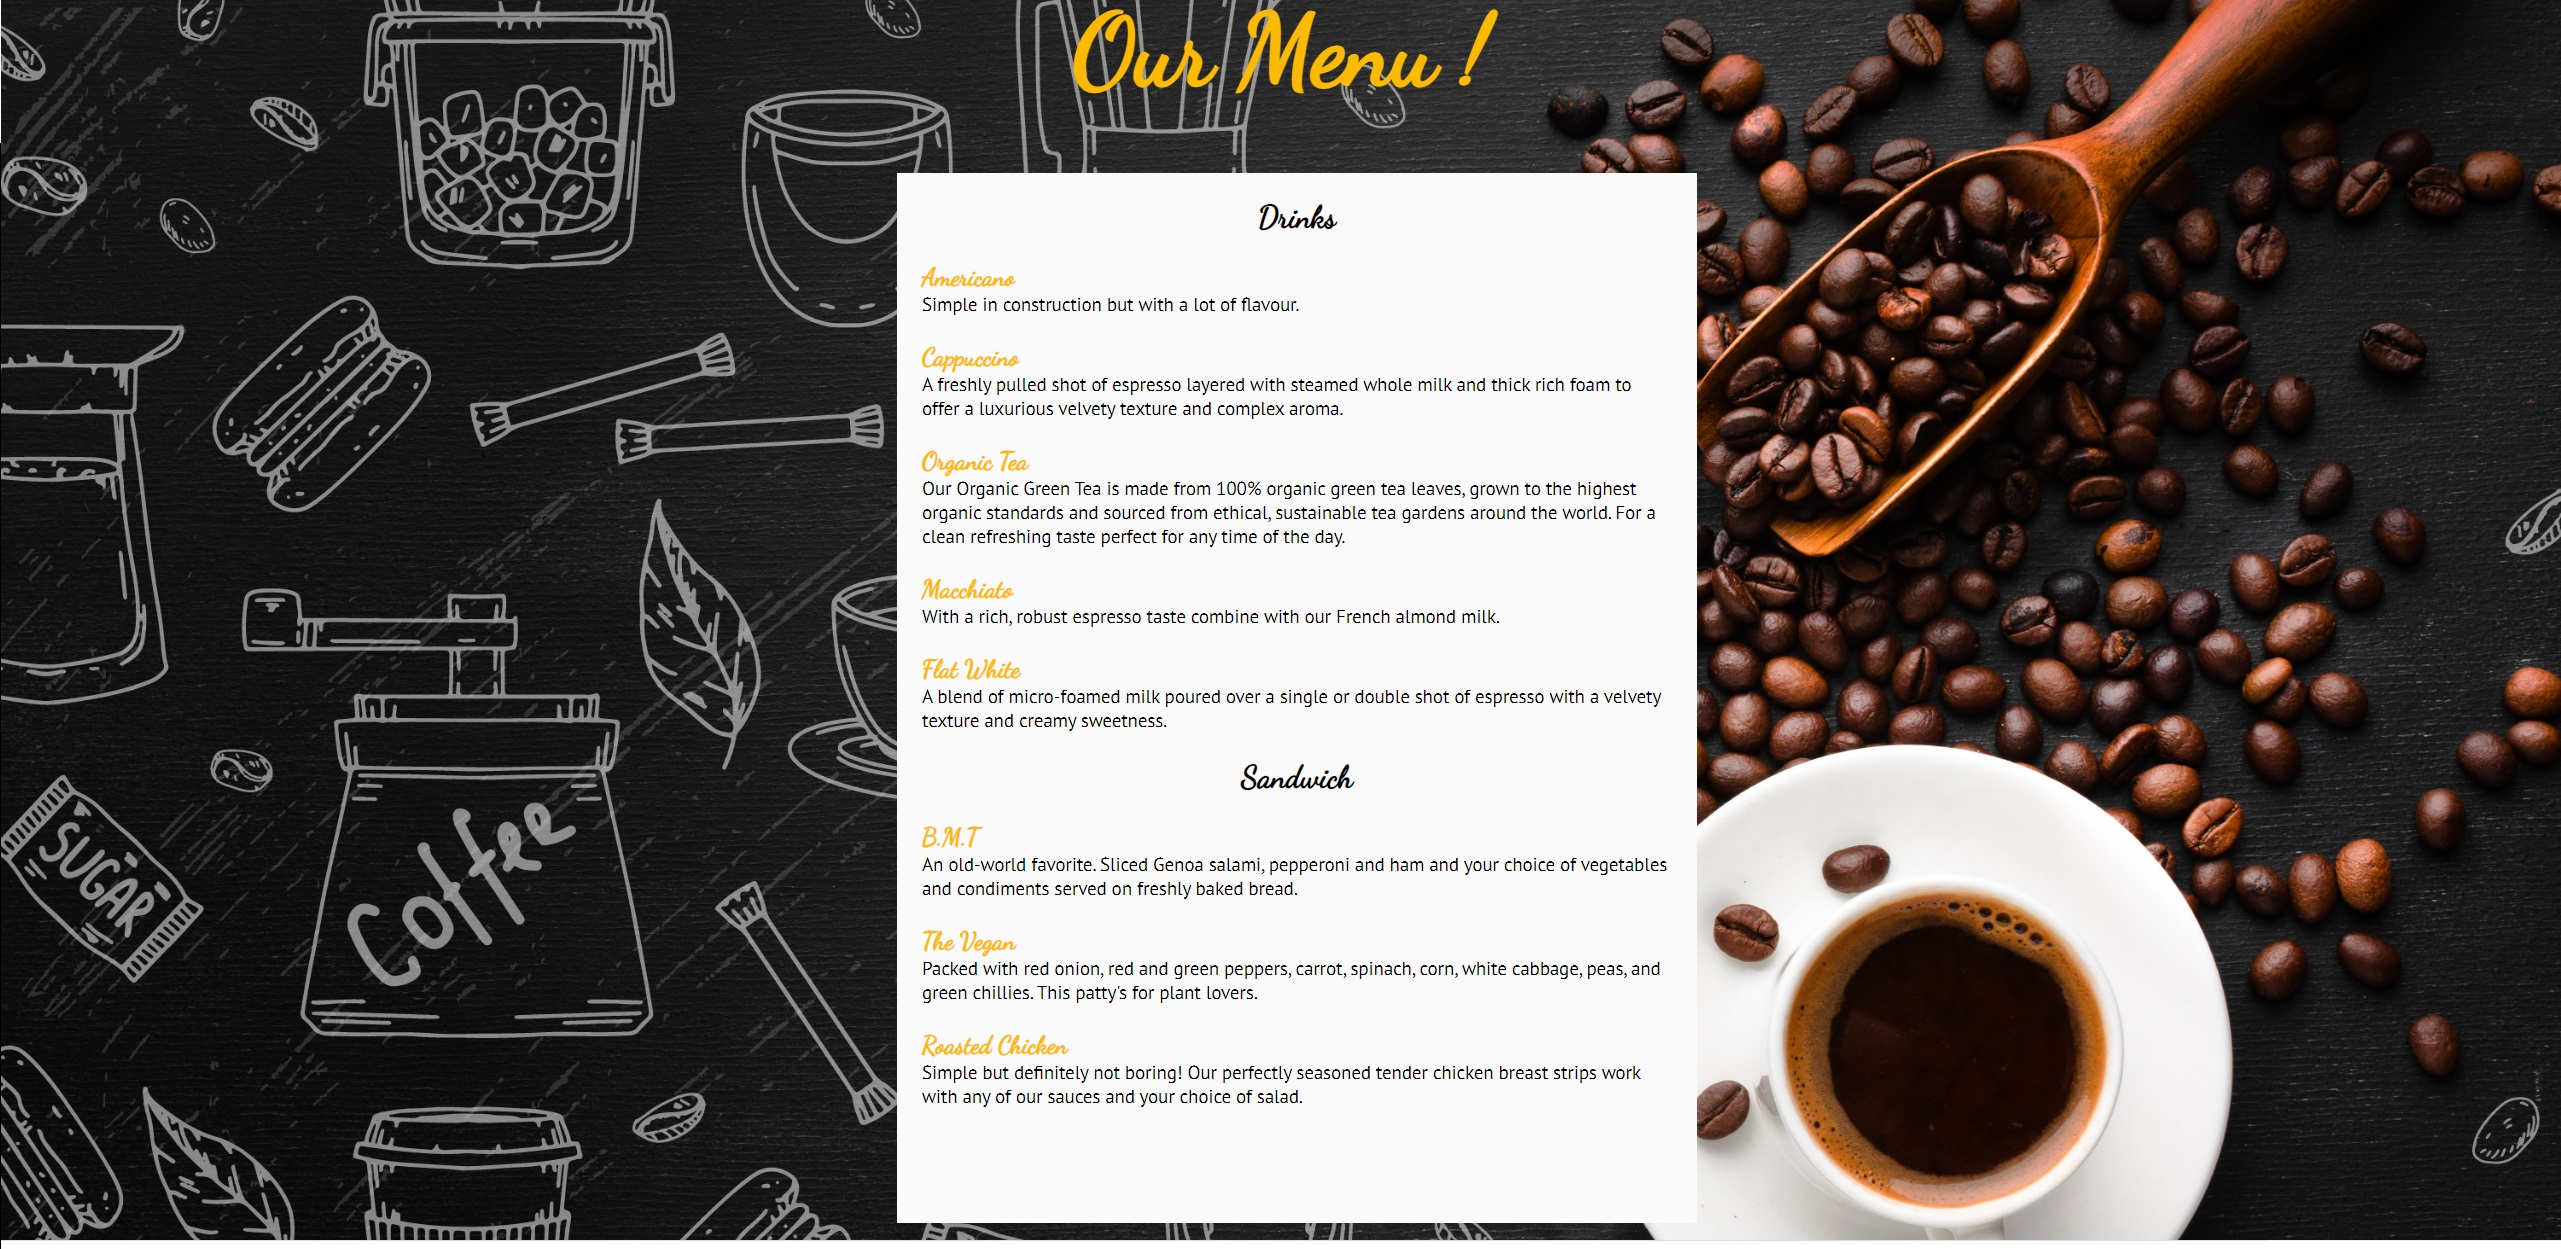 Our Menu !
Drinks
Americano
Simple in construction but with a lot of flavour.
Cappuccino
A freshly pulled shot of espresso layered with steamed whole milk and thick rich foam to
offer a luxurious velvety texture and complex aroma.
Organic Tea
Our Organic Green Tea is made from 100% organic green tea leaves, grown to the highest
organic standards and sourced from ethical, sustainable tea gardens around the world. For a
clean refreshing taste perfect for any time of the day.
Macchiato
With a rich, robust espresso taste combine with our French almond milk.
Flat White
A blend of micro-foamed milk poured over a single or double shot of espresso with a velvety
texture and creamy sweetness.
Sandwich
B.M.T
An old-world favorite. Sliced Genoa salami, pepperoni and ham and your choice of vegetables
and condiments served on freshly baked bread.
The Vegan
Packed with red onion, red and green peppers, carrot, spinach, corn, white cabbage, peas, and
green chillies. This patty's for plant lovers.
Roasted Chicken
Simple but definitely not boring! Our perfectly seasoned tender chicken breast strips work
with any of our sauces and your choice of salad.
SUGAR
Coffee